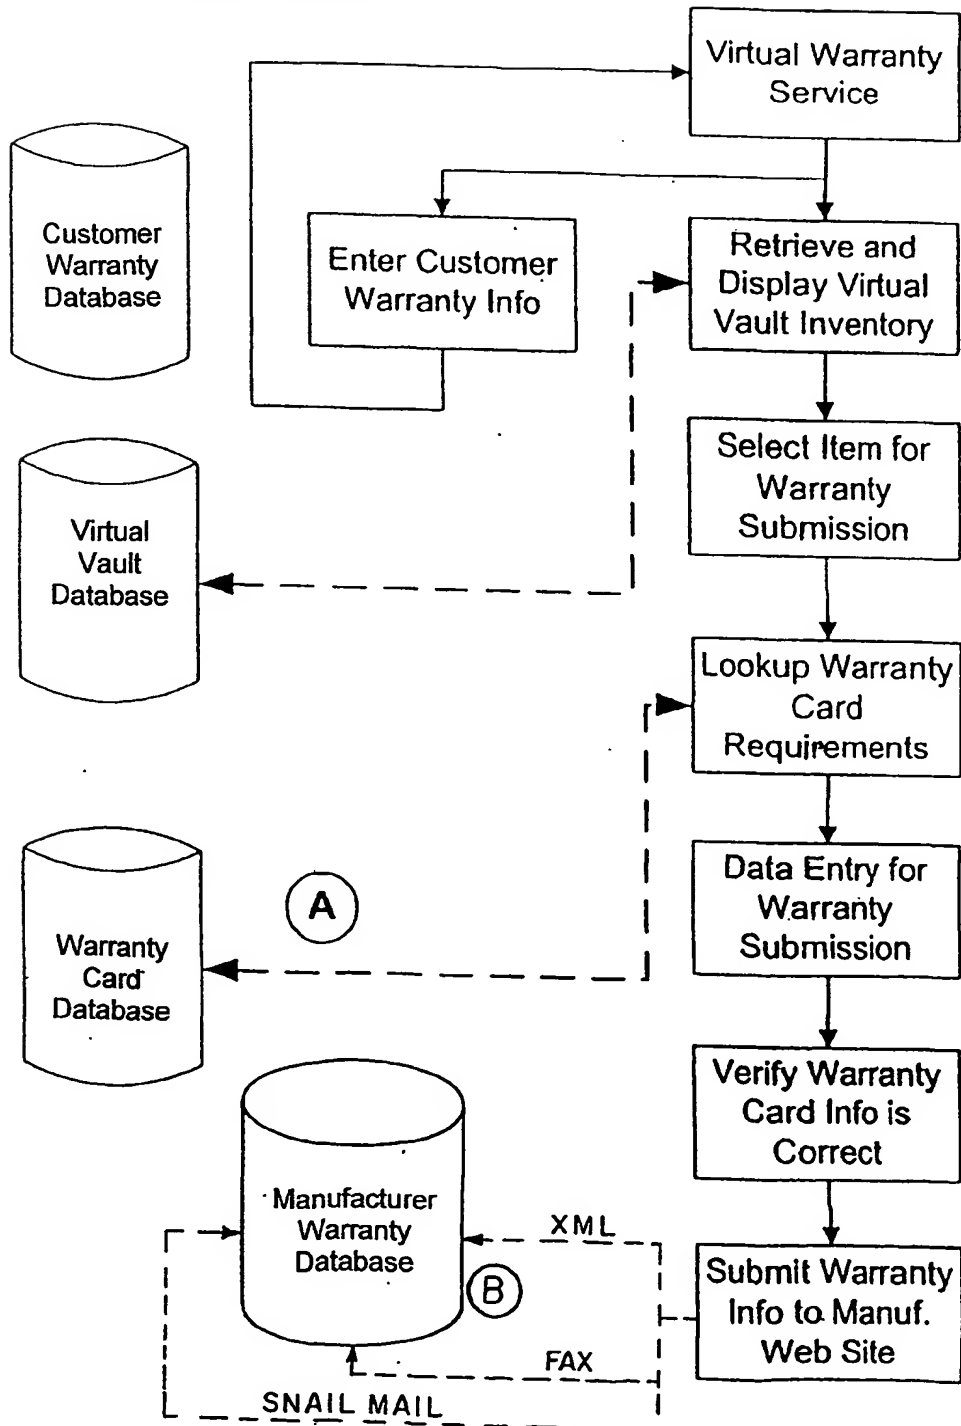 Virtual Warranty
Service
Customer
Warranty
Database
Enter Customer
Warranty Info
Retrieve and
Display Virtual
Vault Inventory
Select Item for
Warranty
Submission
Virtual
Vault
Database
Lookup Warranty
Card
Requirements
A
Data Entry for
Warranty
Submission
Warranty
Card
Database
Verify Warranty
Card Info is
Correct
Manufacturer
Warranty
Database
XML
B
Submit Warranty
Info to Manuf.
Web Site
FAX
SNAIL MAIL